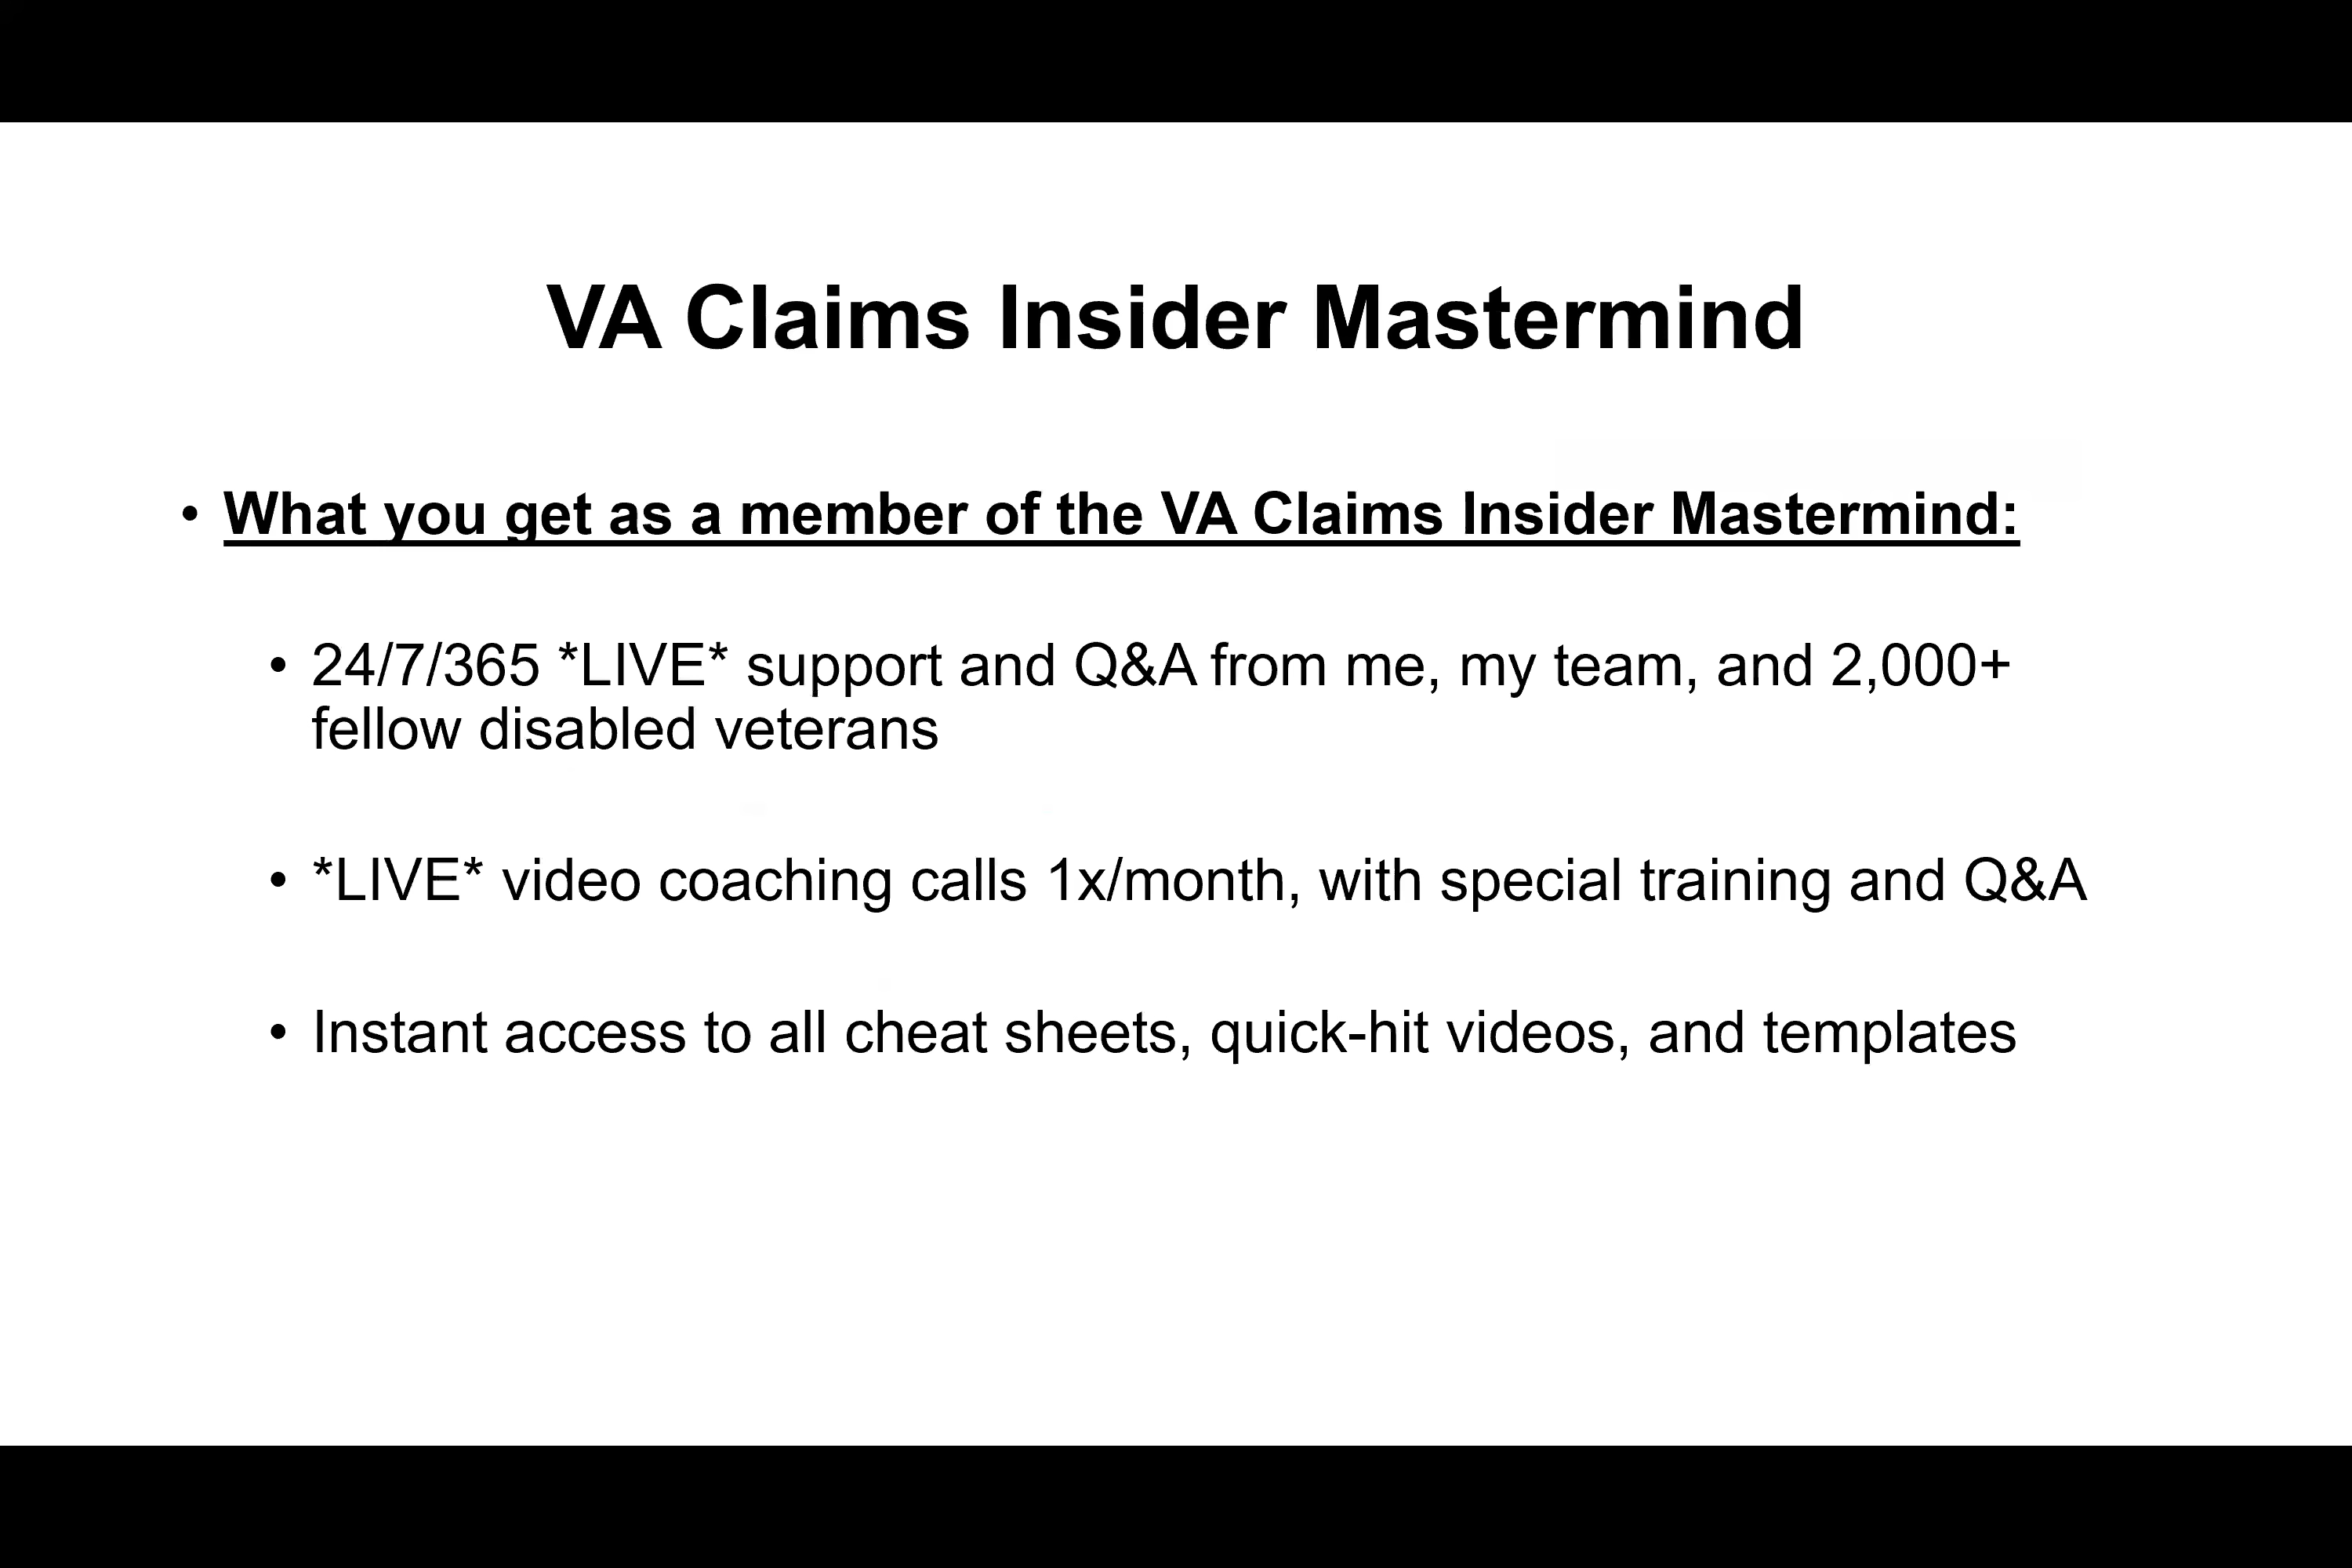 VA Claims Insider Mastermind
• What you get as a member of the VA Claims Insider Mastermind:
• 24/7/365 *LIVE* support and Q&A from me, my team, and 2,000+
fellow disabled veterans
• *LIVE* video coaching calls 1x/month, with special training and Q&A
• Instant access to all cheat sheets, quick-hit videos, and templates